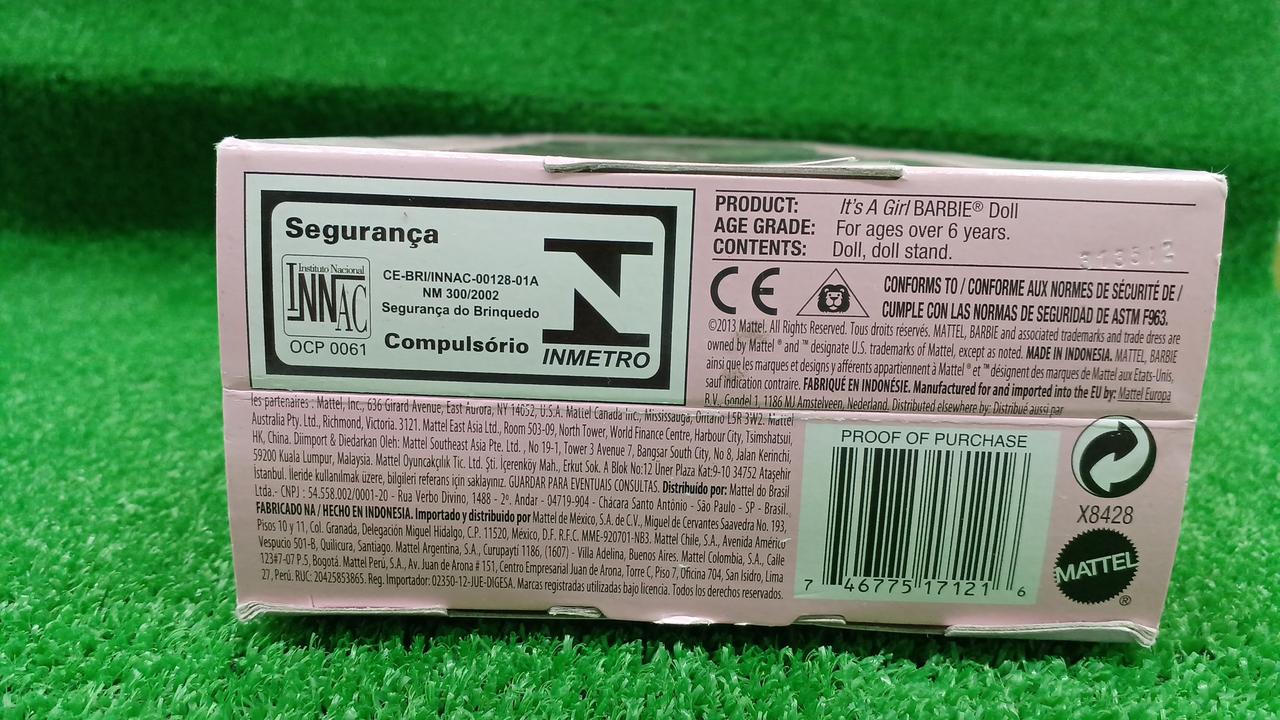 Segurança
Instituto Nacional
INNAC
OCP 0061
CE-BRI/INNAC-00128-01A
NM 300/2002
Segurança do Brinquedo
Compulsório
INMETRO
PRODUCT: It's A Girl BARBIE® Doll
AGE GRADE: For ages over 6 years.
CONTENTS: Doll, doll stand.
CE
CONFORMS TO / CONFORME AUX NORMES DE SÉCURITÉ DE /
CUMPLE CON LAS NORMAS DE SEGURIDAD DE ASTM F963.
©2013 Mattel. All Rights Reserved. Tous droits réservés. MATTEL, BARBIE and associated trademarks and trade dress are
owned by Mattel ® and ™ designate U.S. trademarks of Mattel, except as noted. MADE IN INDONESIA. MATTEL, BARBIE
ainsi que les marques et designs y afférents appartiennent à Mattel ® et ™ désignent des marques de Mattel aux Etats-Unis,
sauf indication contraire. FABRIQUÉ EN INDONÉSIE. Manufactured for and imported into the EU by: Mattel Europa
B.V., Gondel 1, 1186 MJ Amstelveen, Nederland. Distributed elsewhere by: Distribué aussi par
les partenaires : Mattel, Inc., 636 Girard Avenue, East Aurora, NY 14052, U.S.A. Mattel Canada Inc., Mississauga, Ontario L5R 3W2. Mattel
Australia Pty. Ltd., Richmond, Victoria. 3121. Mattel East Asia Ltd., Room 503-09, North Tower, World Finance Centre, Harbour City, Tsimshatsui,
HK, China. Diimport & Diedarkan Oleh: Mattel Southeast Asia Pte. Ltd. , No 19-1, Tower 3 Avenue 7, Bangsar South City, No 8, Jalan Kerinchi,
59200 Kuala Lumpur, Malaysia. Mattel Oyuncakçılık Tic. Ltd. Şti. İçerenköy Mah., Erkut Sok. A Blok No:12 Üner Plaza Kat:9-10 34752 Ataşehir
İstanbul. İleride kullanılmak üzere, bilgileri referans için saklayınız. GUARDAR PARA EVENTUAIS CONSULTAS. Distribuído por: Mattel do Brasil
Ltda.- CNPJ : 54.558.002/0001-20 - Rua Verbo Divino, 1488 - 2º. Andar - 04719-904 - Chácara Santo Antônio - São Paulo - SP - Brasil.
FABRICADO NA / HECHO EN INDONESIA. Importado y distribuido por Mattel de México, S.A. de C.V., Miguel de Cervantes Saavedra No. 193,
Pisos 10 y 11, Col. Granada, Delegación Miguel Hidalgo, C.P. 11520, México, D.F. R.F.C. MME-920701-NB3. Mattel Chile, S.A., Avenida Américo
Vespucio 501-B, Quilicura, Santiago. Mattel Argentina, S.A., Curupaytí 1186, (1607) - Villa Adelina, Buenos Aires. Mattel Colombia, S.A., Calle
123#7-07 P.5, Bogotá. Mattel Perú, S.A., Av. Juan de Arona # 151, Centro Empresarial Juan de Arona, Torre C, Piso 7, Oficina 704, San Isidro, Lima
27, Perú. RUC: 20425853865. Reg. Importador: 02350-12-JUE-DIGESA. Marcas registradas utilizadas bajo licencia. Todos los derechos reservados.
PROOF OF PURCHASE
7 46775 17121 6
X8428
MATTEL®